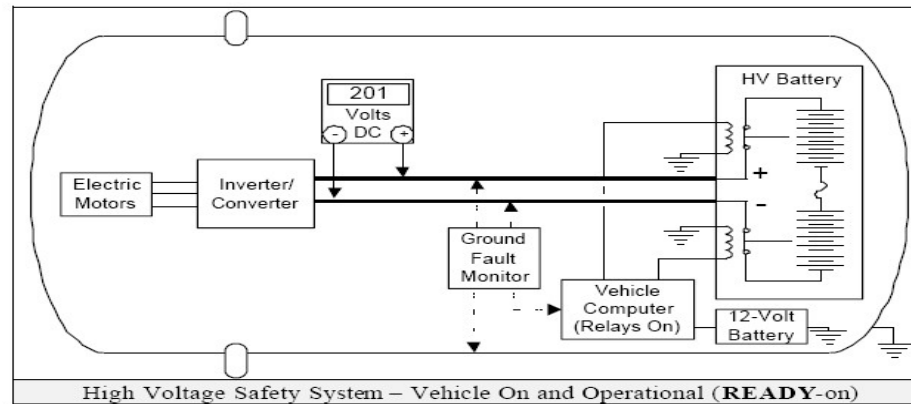 HV Battery
201
Volts
DC
-
+
Electric
Motors
Inverter/
Converter
+
-
Ground
Fault
Monitor
Vehicle
Computer
(Relays On)
12-Volt
Battery
High Voltage Safety System – Vehicle On and Operational (READY-on)